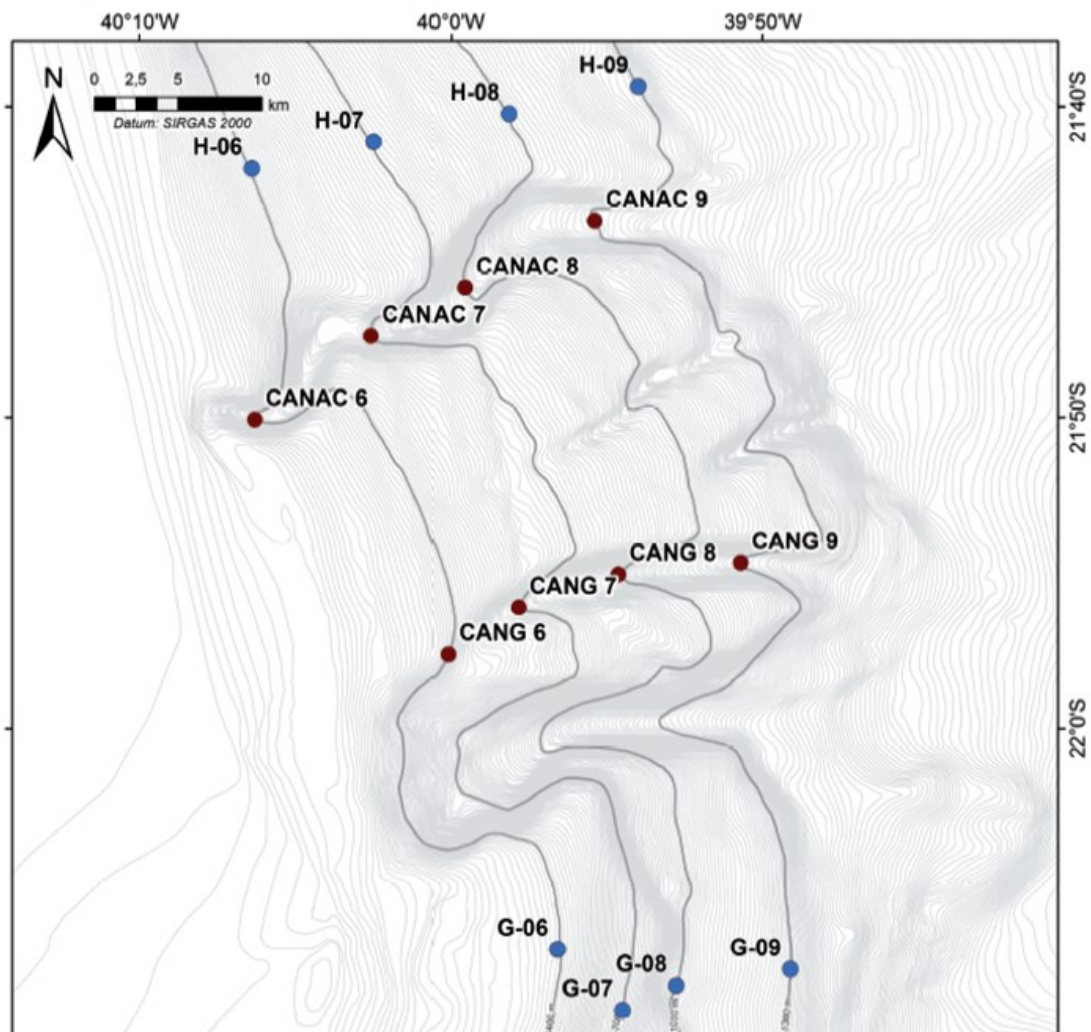 40°10'W 40°0'W 39°50'W
N 0 2,5 5 10
km
Datum: SIRGAS 2000
H-09
H-08
H-07
H-06
21°40'S
CANAC 9
CANAC 8
CANAC 7
CANAC 6
21°50'S
CANG 9
CANG 8
CANG 7
CANG 6
22°0'S
G-06
G-07
G-08
G-09